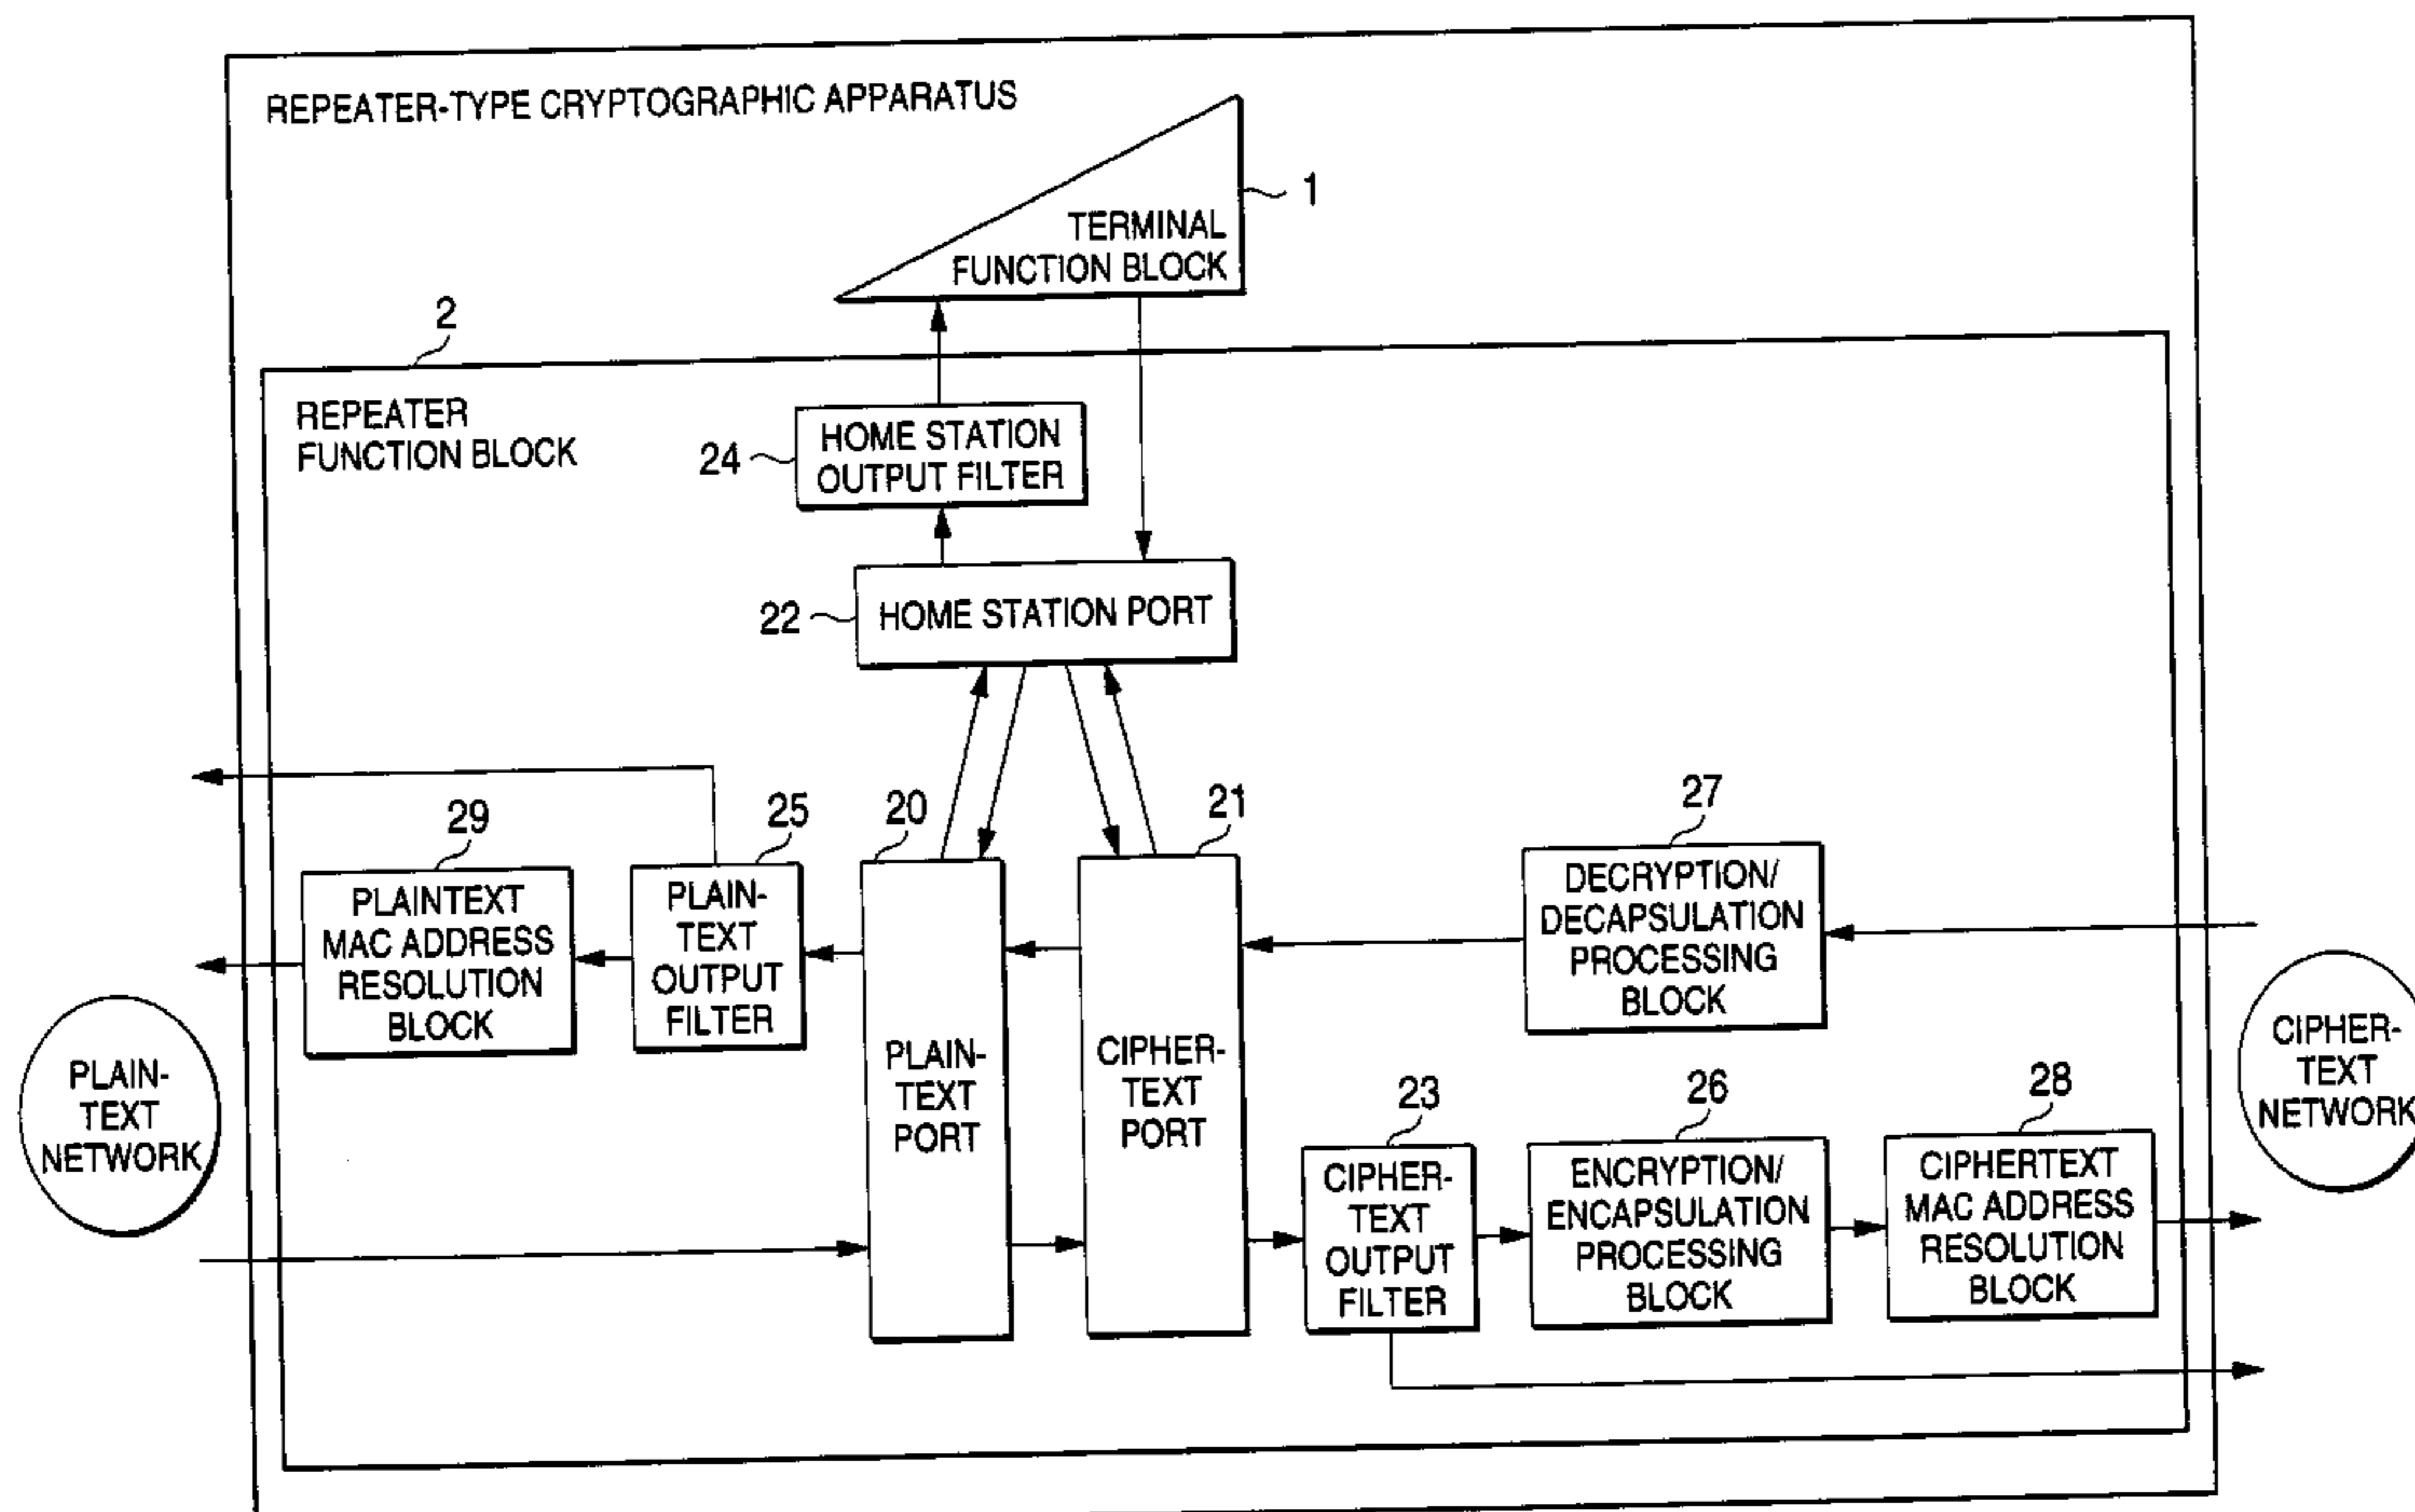 REPEATER-TYPE CRYPTOGRAPHIC APPARATUS
1
TERMINAL
FUNCTION BLOCK
2
REPEATER
FUNCTION BLOCK
24
HOME STATION
OUTPUT FILTER
22
HOME STATION PORT
29
PLAINTEXT
MAC ADDRESS
RESOLUTION
BLOCK
25
PLAIN-
TEXT
OUTPUT
FILTER
20
PLAIN-
TEXT
PORT
21
CIPHER-
TEXT
PORT
27
DECRYPTION/
DECAPSULATION
PROCESSING
BLOCK
PLAIN-
TEXT
NETWORK
CIPHER-
TEXT
NETWORK
23
CIPHER-
TEXT
OUTPUT
FILTER
26
ENCRYPTION/
ENCAPSULATION
PROCESSING
BLOCK
28
CIPHERTEXT
MAC ADDRESS
RESOLUTION
BLOCK